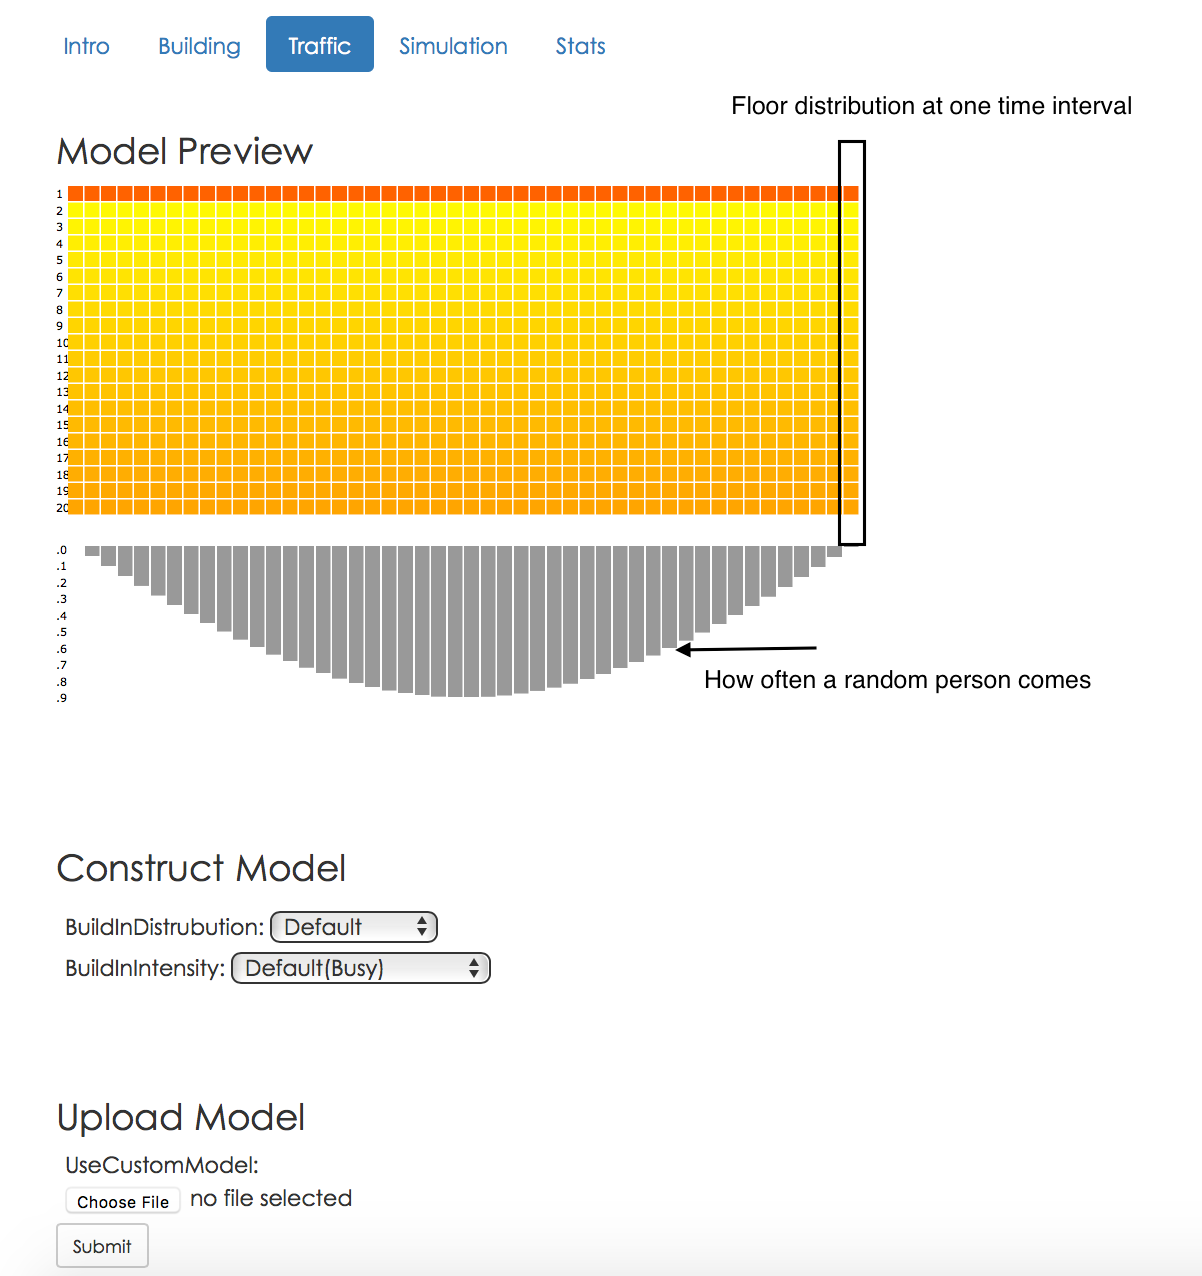 Intro Building Traffic Simulation Stats
Floor distribution at one time interval
Model Preview
1
2
3
4
5
6
7
8
9
10
11
12
13
14
15
16
17
18
19
20
.0
.1
.2
.3
.4
.5
.6
.7
.8
.9
How often a random person comes
Construct Model
BuildInDistrubution: Default
BuildInIntensity: Default(Busy)
Upload Model
UseCustomModel:
Choose File no file selected
Submit